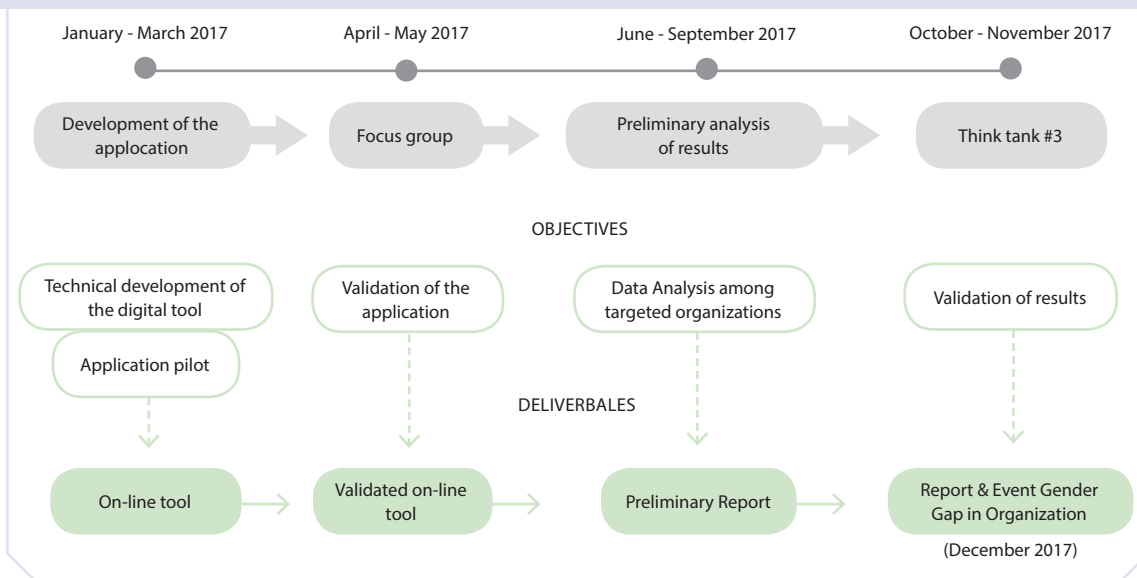 January - March 2017
April - May 2017
June - September 2017
October - November 2017
Development of the
applocation
Focus group
Preliminary analysis
of results
Think tank #3
OBJECTIVES
Technical development of
the digital tool
Application pilot
Validation of the
application
Data Analysis among
targeted organizations
Validation of results
DELIVERBALES
On-line tool
Validated on-line
tool
Preliminary Report
Report & Event Gender
Gap in Organization
(December 2017)